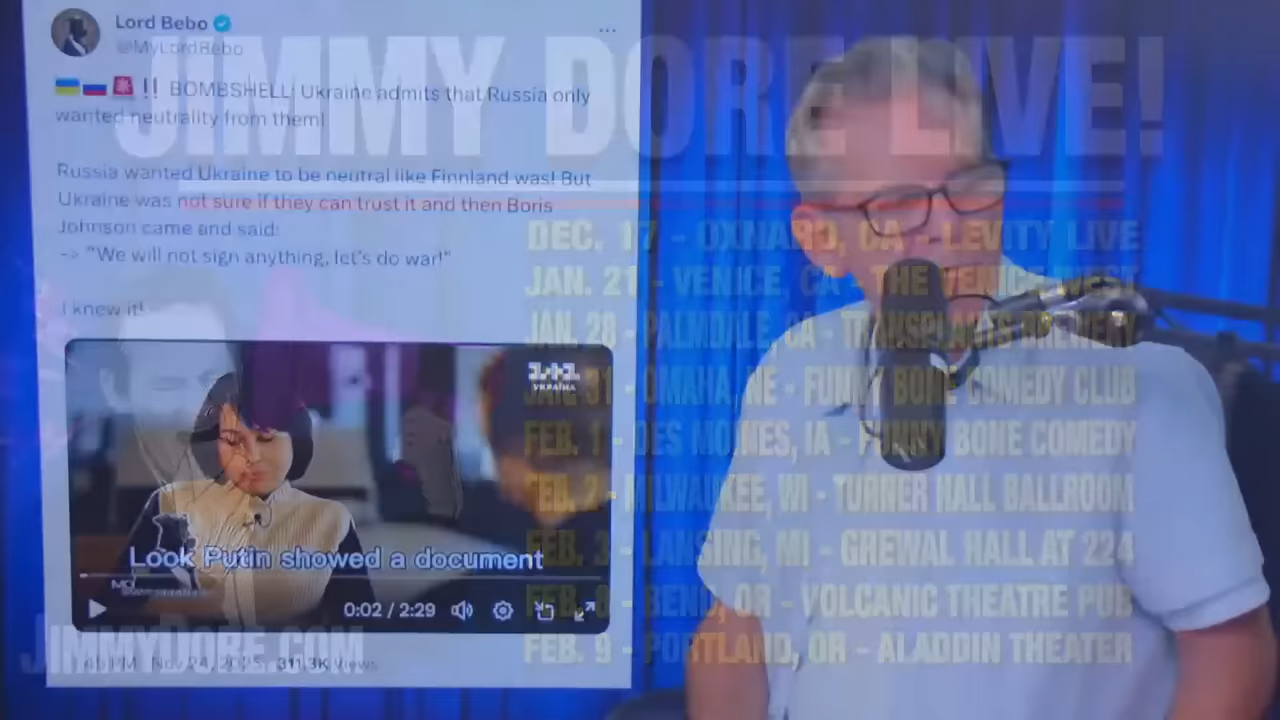 Lord Bebo
@MyLordBebo
‼ BOMBSHELL: Ukraine admits that Russia only
wanted neutrality from them!
Russia wanted Ukraine to be neutral like Finnland was! But
Ukraine was not sure if they can trust it and then Boris
Johnson came and said:
-> "We will not sign anything, let's do war!"
I knew it!
1+1
УКРАЇНА
Look Putin showed a document
0:02 / 2:29
Nov 24, 2023 311.3K Views
JIMMY DORE LIVE!
DEC. 17 - OXNARD, CA - LEVITY LIVE
JAN. 21 - VENICE, CA - THE VENICE WEST
JAN. 28 - PALMDALE, CA - TRANSPLANTS BREWERY
JAN. 31 - OMAHA, NE - FUNNY BONE COMEDY CLUB
FEB. 1 - DES MOINES, IA - FUNNY BONE COMEDY
FEB. 2 - MILWAUKEE, WI - TURNER HALL BALLROOM
FEB. 3 - LANSING, MI - GREWAL HALL AT 224
FEB. - BEND, OR - VOLCANIC THEATRE PUB
FEB. 9 - PORTLAND, OR - ALADDIN THEATER
JIMMYDORE.COM